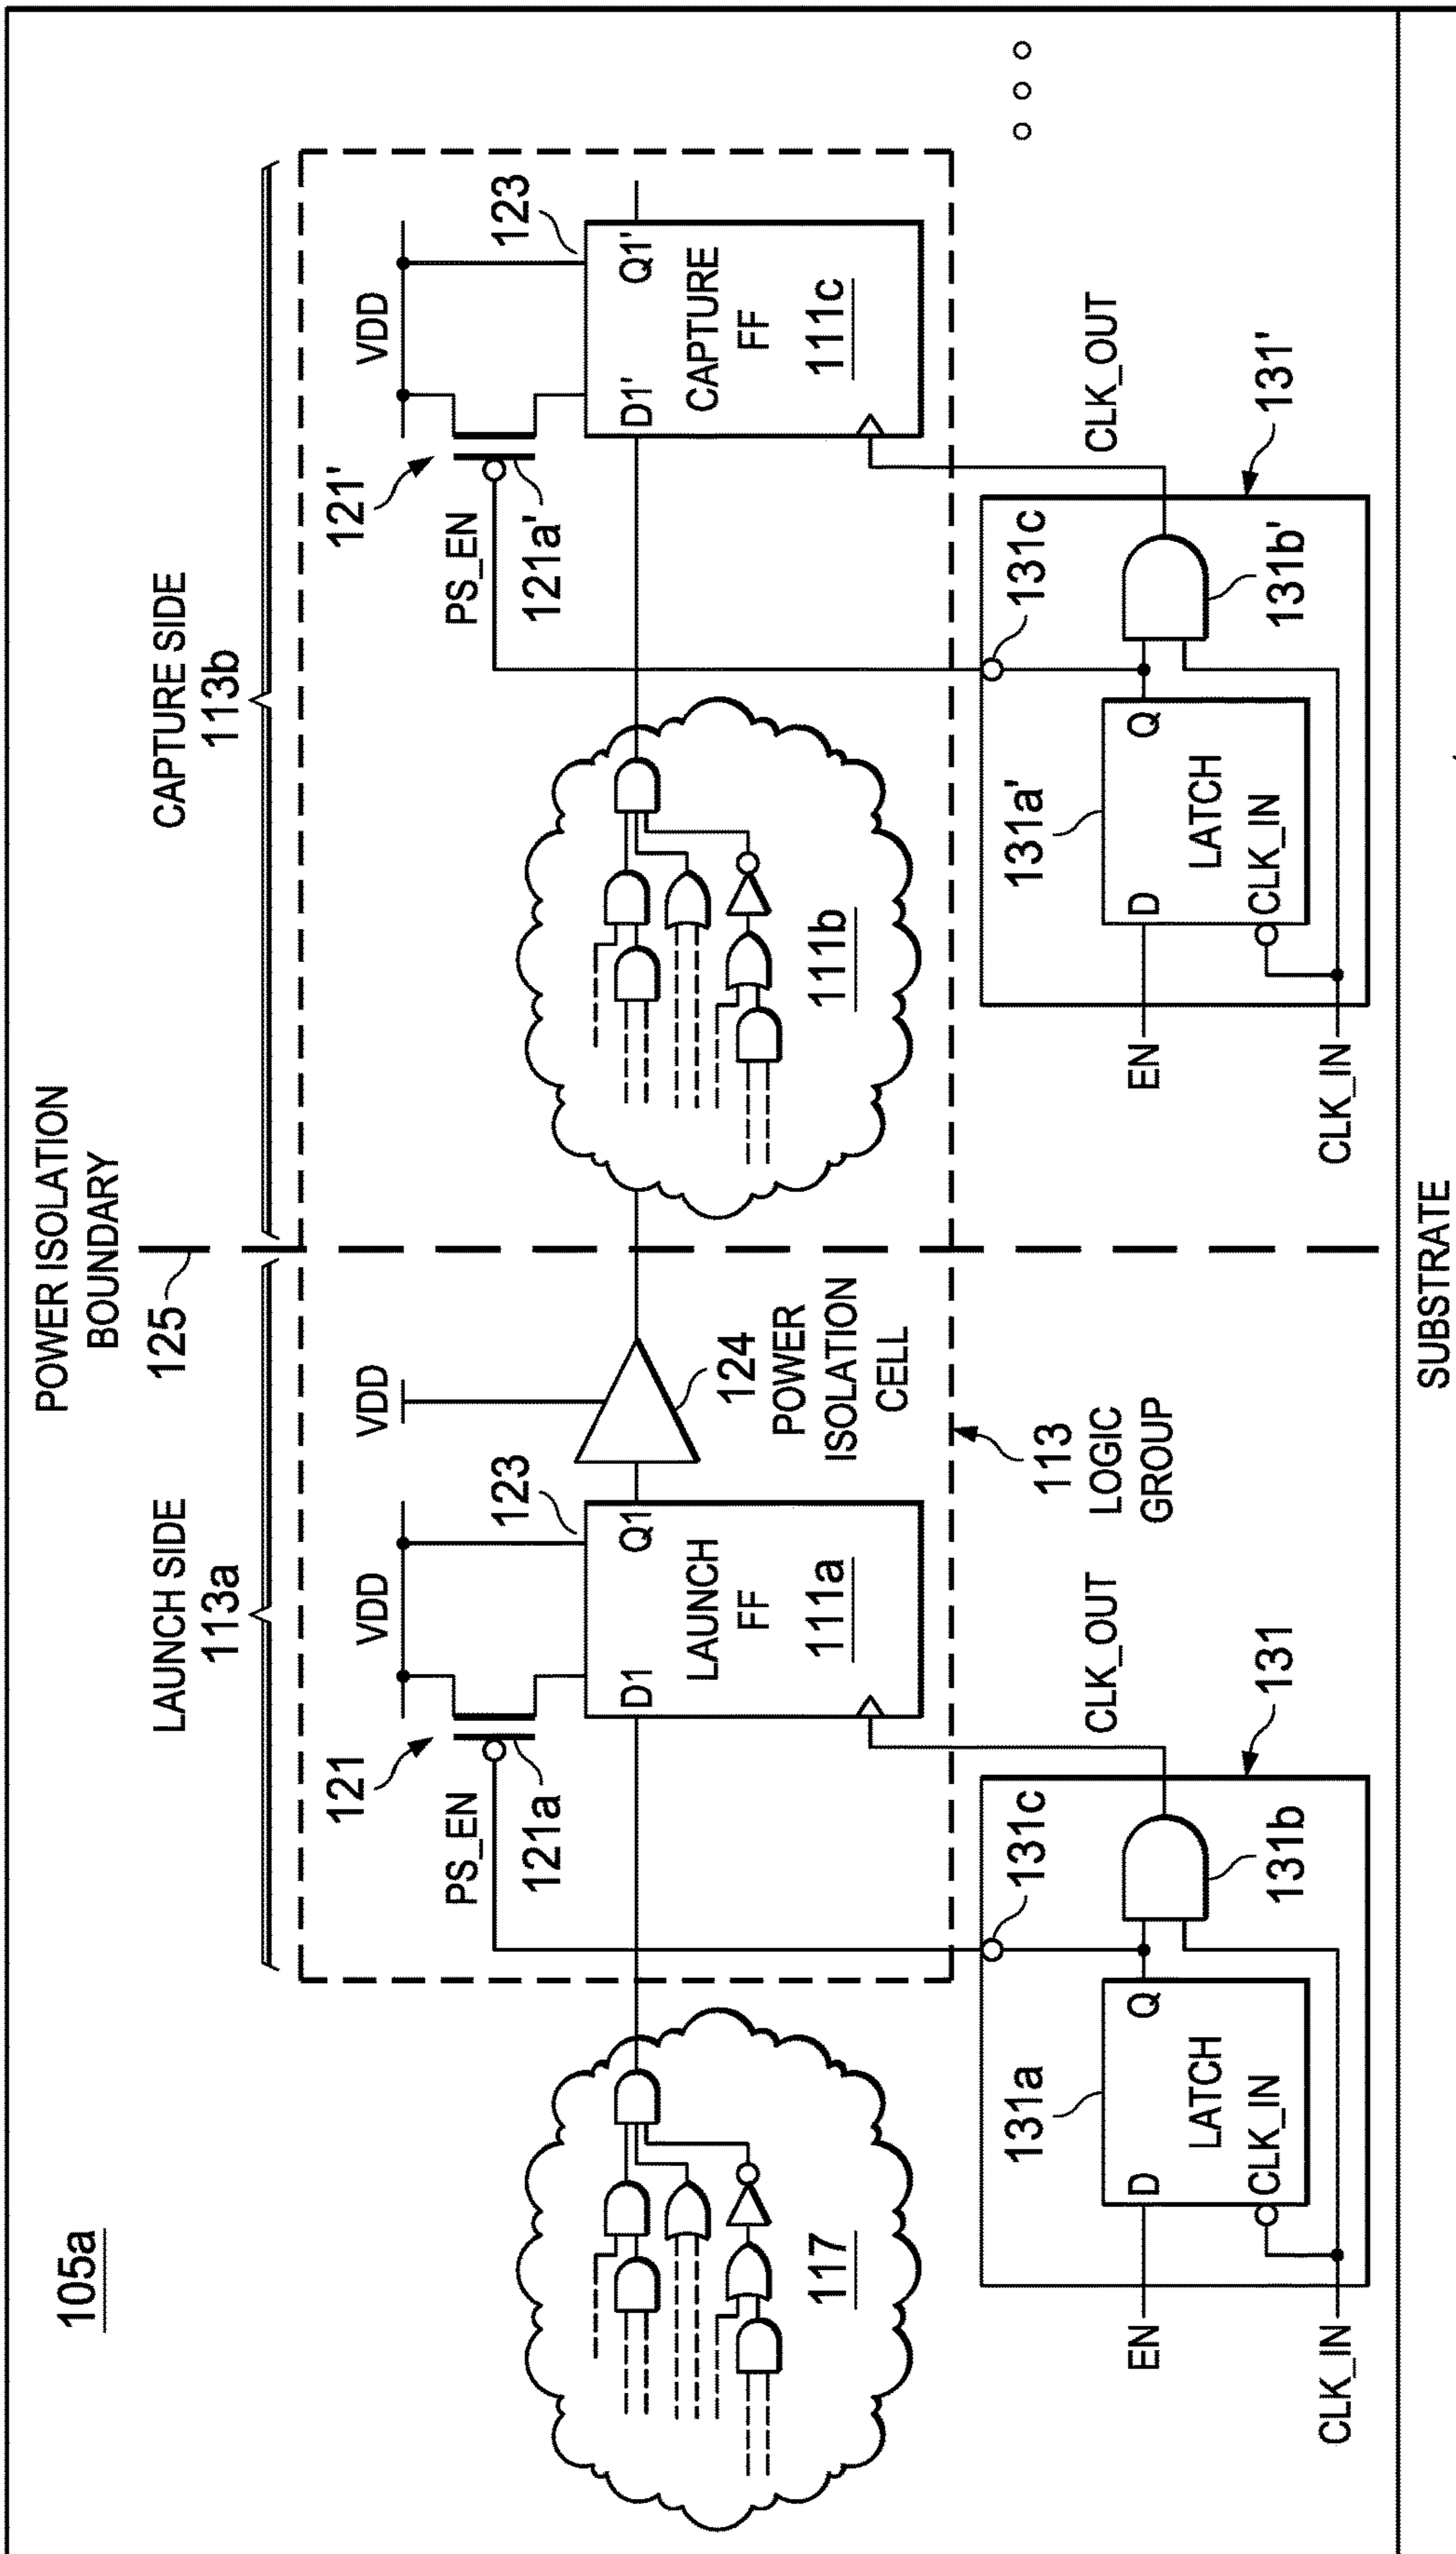 105a
POWER ISOLATION
BOUNDARY
125
LAUNCH SIDE
113a
CAPTURE SIDE
113b
VDD
121
PS_EN
121a
123
D1
Q1
LAUNCH
FF
111a
VDD
124
POWER
ISOLATION
CELL
117
111b
VDD
121'
PS_EN
121a'
123
D1'
Q1'
CAPTURE
FF
111c
113
LOGIC
GROUP
CLK_OUT
131
131a
131c
D
Q
LATCH
CLK_IN
131b
EN
CLK_IN
CLK_OUT
131'
131a'
131c
D
Q
LATCH
CLK_IN
131b'
EN
CLK_IN
SUBSTRATE